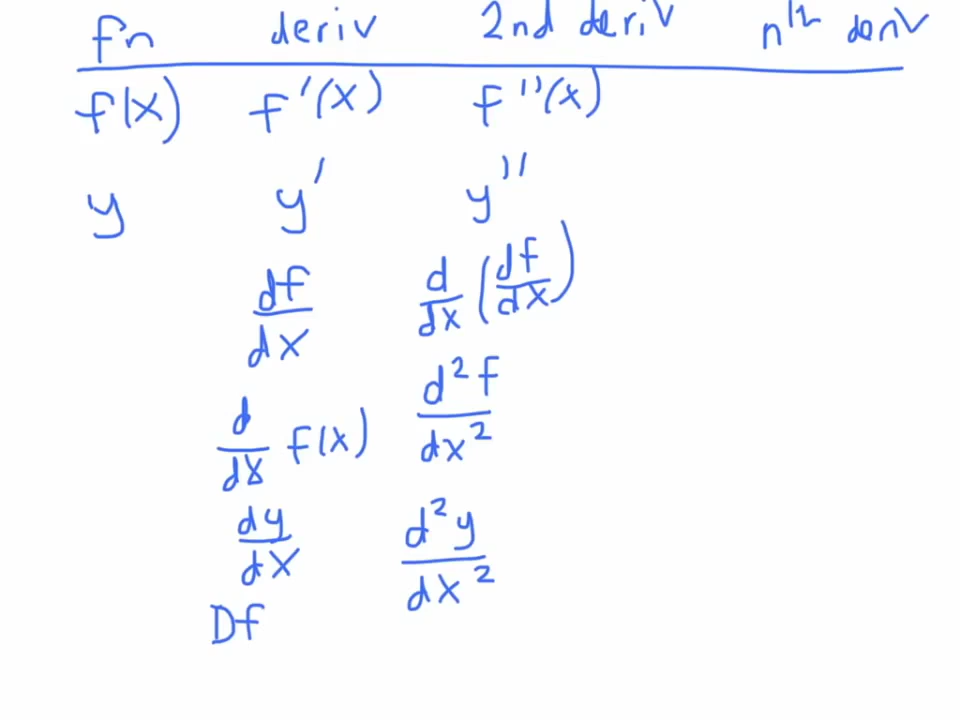 fn deriv 2nd deriv nth deriv
f(x) f'(x) f''(x)
y y' y''
df/dx d/dx (df/dx)
d/dx f(x) d²f/dx²
dy/dx d²y/dx²
Df